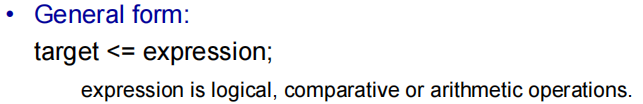 • General form:
target <= expression;
expression is logical, comparative or arithmetic operations.